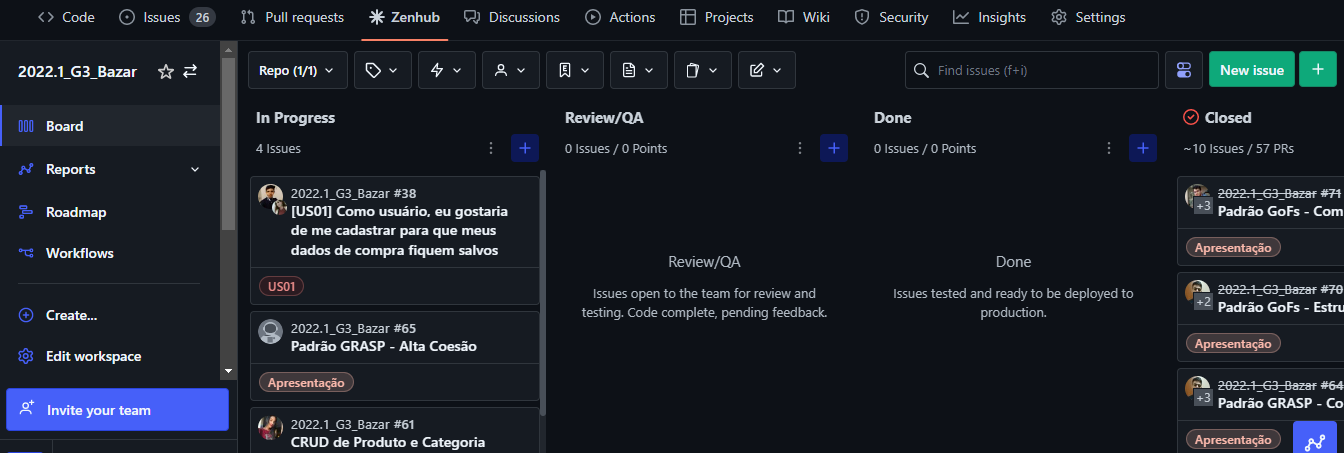 Code Issues 26 Pull requests Zenhub Discussions Actions Projects Wiki Security Insights Settings
2022.1_G3_Bazar
Board
Reports
Roadmap
Workflows
Create...
Edit workspace
Invite your team
Repo (1/1) Find issues (f+i) New issue +
In Progress
4 Issues
2022.1_G3_Bazar #38
[US01] Como usuário, eu gostaria
de me cadastrar para que meus
dados de compra fiquem salvos
US01
2022.1_G3_Bazar #65
Padrão GRASP - Alta Coesão
Apresentação
2022.1_G3_Bazar #61
CRUD de Produto e Categoria
Review/QA
0 Issues / 0 Points
Review/QA
Issues open to the team for review and
testing. Code complete, pending feedback.
Done
0 Issues / 0 Points
Done
Issues tested and ready to be deployed to
production.
Closed
~10 Issues / 57 PRs
+3
2022.1_G3_Bazar #71
Padrão GoFs - Com
Apresentação
+2
2022.1_G3_Bazar #70
Padrão GoFs - Estru
Apresentação
+3
2022.1_G3_Bazar #64
Padrão GRASP - Co
Apresentação